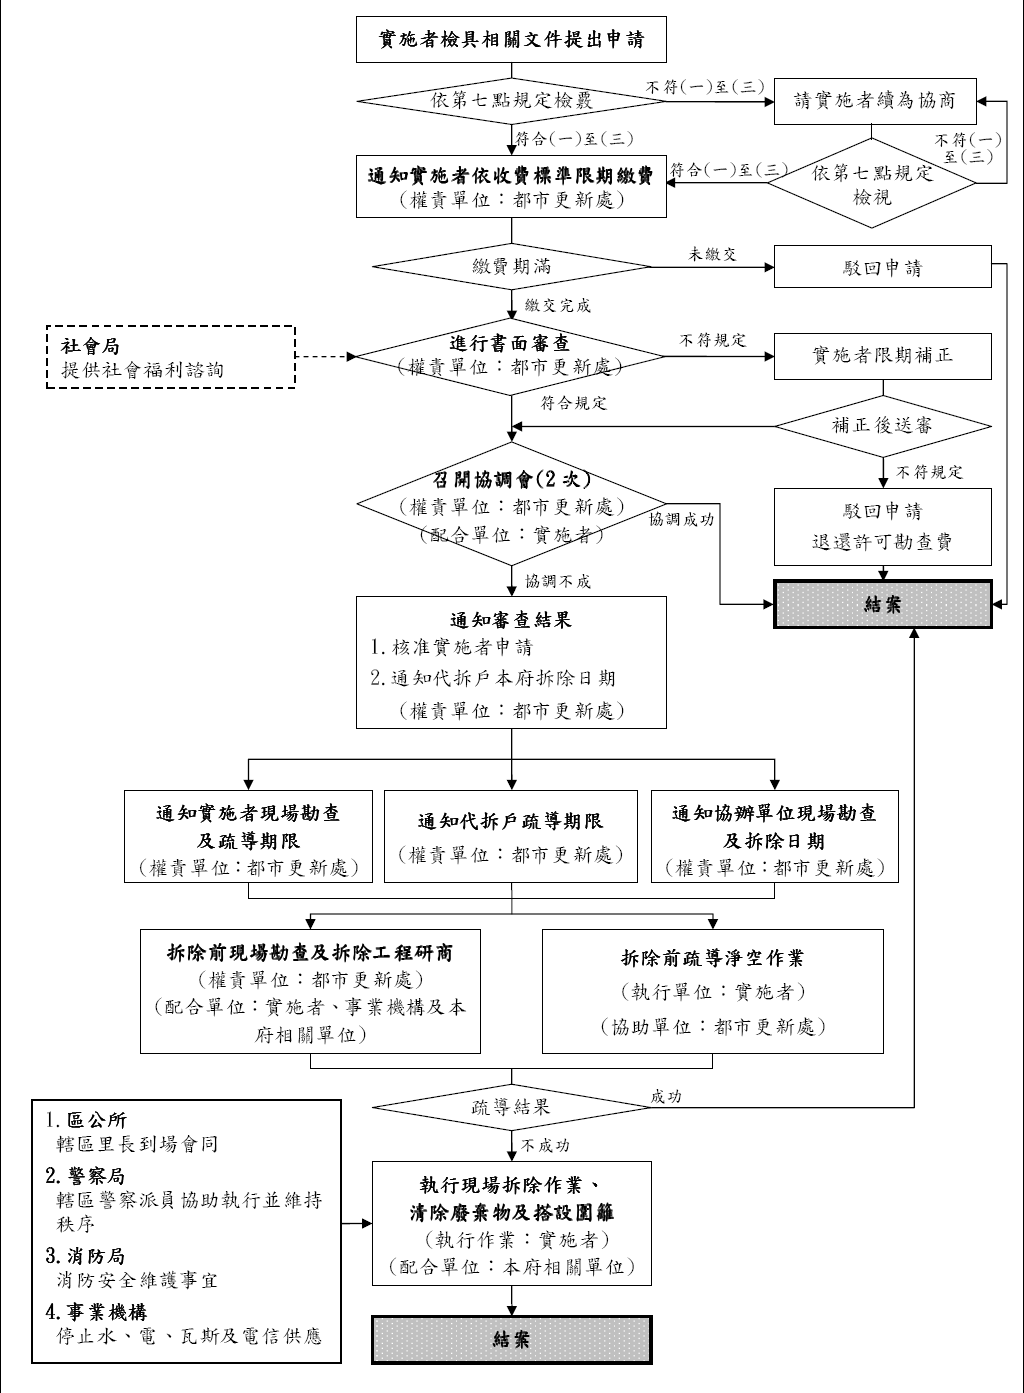 實施者檢具相關文件提出申請
依第七點規定檢覈
不符(一)至(三)
請實施者續為協商
符合(一)至(三)
不符(一)
至(三)
通知實施者依收費標準限期繳費
(權責單位：都市更新處)
符合(一)至(三)
依第七點規定
檢視
繳費期滿
未繳交
駁回申請
繳交完成
社會局
提供社會福利諮詢
進行書面審查
(權責單位：都市更新處)
不符規定
實施者限期補正
符合規定
補正後送審
不符規定
召開協調會(2次)
(權責單位：都市更新處)
(配合單位：實施者)
協調成功
駁回申請
退還許可勘查費
協調不成
結案
通知審查結果
1.核准實施者申請
2.通知代拆戶本府拆除日期
(權責單位：都市更新處)
通知實施者現場勘查
及疏導期限
(權責單位：都市更新處)
通知代拆戶疏導期限
(權責單位：都市更新處)
通知協辦單位現場勘查
及拆除日期
(權責單位：都市更新處)
拆除前現場勘查及拆除工程研商
(權責單位：都市更新處)
(配合單位：實施者、事業機構及本
府相關單位)
拆除前疏導淨空作業
(執行單位：實施者)
(協助單位：都市更新處)
疏導結果
成功
不成功
1.區公所
轄區里長到場會同
2.警察局
轄區警察派員協助執行並維持
秩序
3.消防局
消防安全維護事宜
4.事業機構
停止水、電、瓦斯及電信供應
執行現場拆除作業、
清除廢棄物及搭設圍籬
(執行作業：實施者)
(配合單位：本府相關單位)
結案